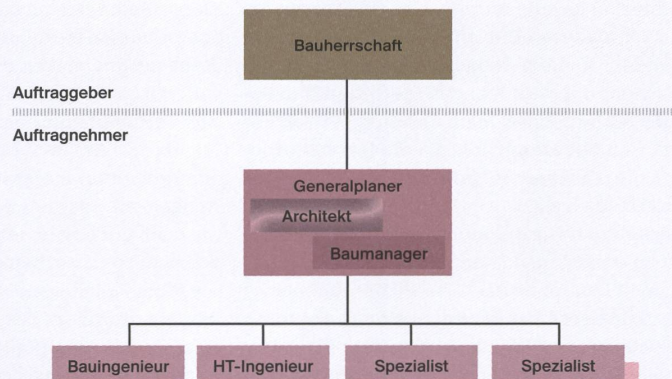 Bauherrschaft
Auftraggeber
Auftragnehmer
Generalplaner
Architekt
Baumanager
Bauingenieur
HT-Ingenieur
Spezialist
Spezialist